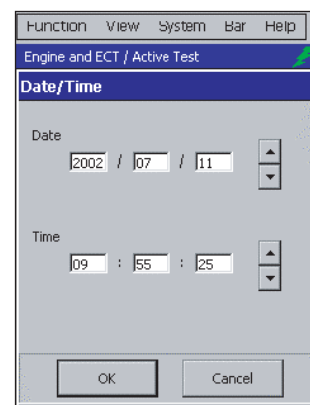 Function View System Bar Help
Engine and ECT / Active Test
Date/Time
Date
2002 / 07 / 11
Time
09 : 55 : 25
OK Cancel